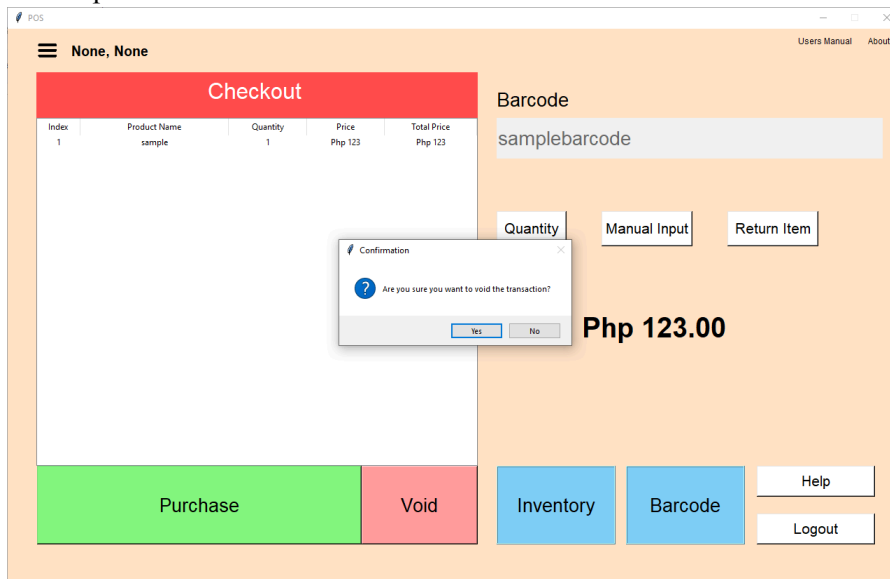 POS
Users Manual About
None, None
Checkout
Index Product Name Quantity Price Total Price
1 sample 1 Php 123 Php 123
Barcode
samplebarcode
Quantity Manual Input Return Item
Confirmation
Are you sure you want to void the transaction?
Yes No
Php 123.00
Purchase Void Inventory Barcode
Help
Logout